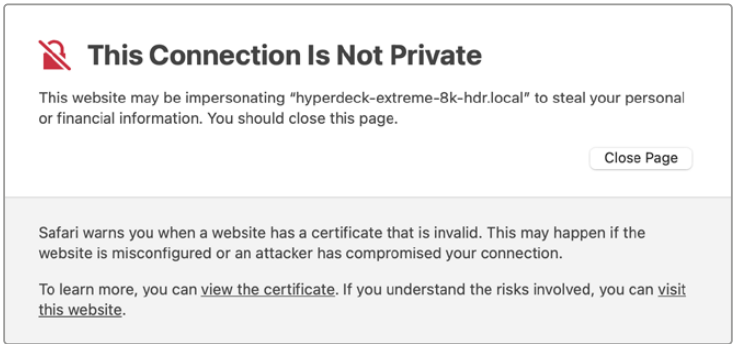 This Connection Is Not Private
This website may be impersonating “hyperdeck-extreme-8k-hdr.local” to steal your personal
or financial information. You should close this page.
Close Page
Safari warns you when a website has a certificate that is invalid. This may happen if the
website is misconfigured or an attacker has compromised your connection.
To learn more, you can view the certificate. If you understand the risks involved, you can visit
this website.